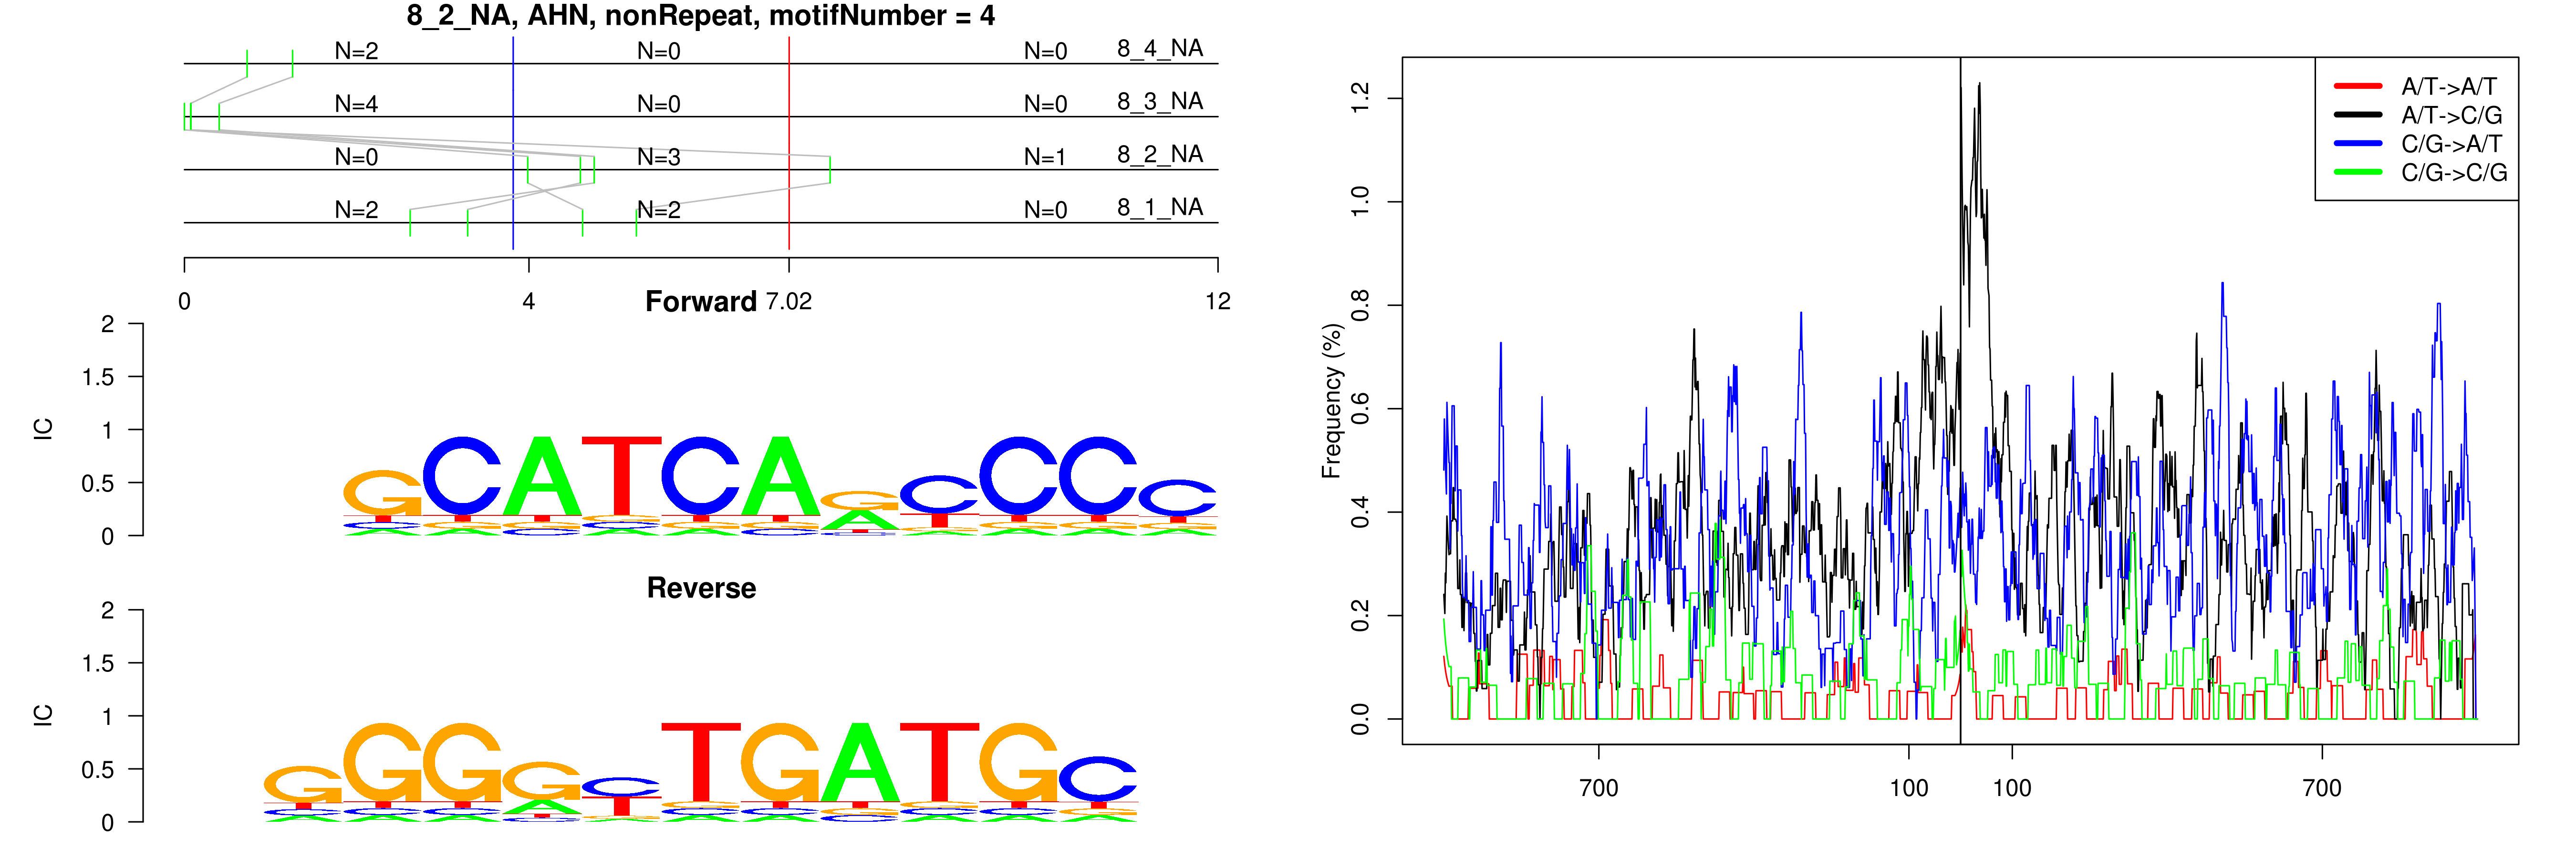 8_2_NA, AHN, nonRepeat, motifNumber = 4
N=2 N=0 N=0 8_4_NA
N=4 N=0 N=0 8_3_NA
N=0 N=3 N=1 8_2_NA
N=2 N=2 N=0 8_1_NA
0 4 7.02 12
Forward
IC
2
1.5
1
0.5
0
GCATCAGCCCC
Reverse
IC
2
1.5
1
0.5
0
GGGGCTGATGC
Frequency (%)
1.2
1.0
0.8
0.6
0.4
0.2
0.0
700 100 100 700
A/T->A/T
A/T->C/G
C/G->A/T
C/G->C/G